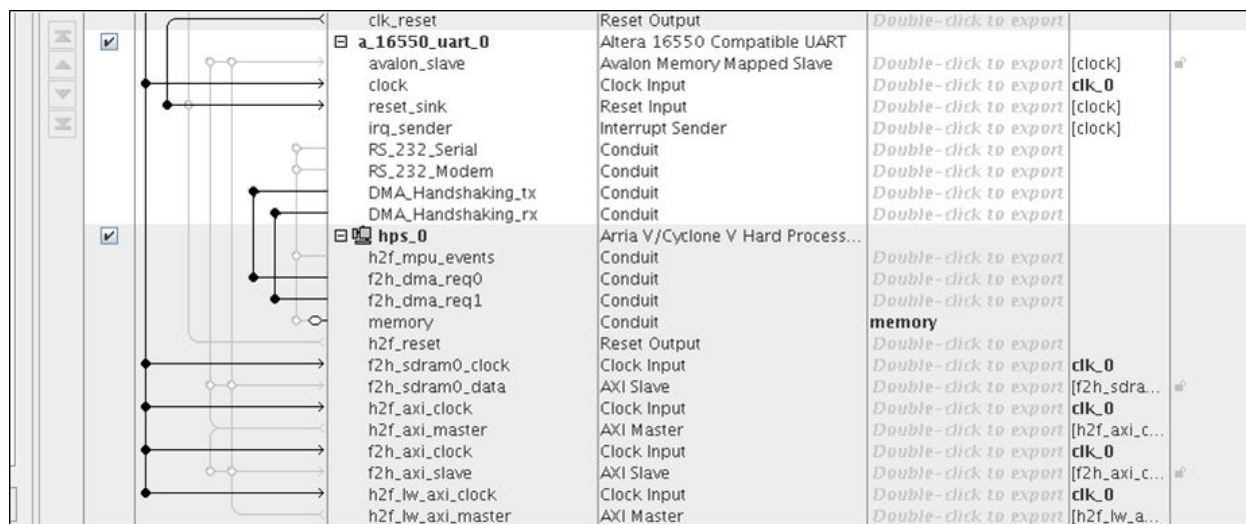 clk_reset Reset Output Double-click to export
a_16550_uart_0 Altera 16550 Compatible UART
avalon_slave Avalon Memory Mapped Slave Double-click to export [clock]
clock Clock Input Double-click to export clk_0
reset_sink Reset Input Double-click to export [clock]
irq_sender Interrupt Sender Double-click to export [clock]
RS_232_Serial Conduit Double-click to export
RS_232_Modem Conduit Double-click to export
DMA_Handshaking_tx Conduit Double-click to export
DMA_Handshaking_rx Conduit Double-click to export
hps_0 Arria V/Cyclone V Hard Process...
h2f_mpu_events Conduit Double-click to export
f2h_dma_req0 Conduit Double-click to export
f2h_dma_req1 Conduit Double-click to export
memory Conduit memory
h2f_reset Reset Output Double-click to export
f2h_sdram0_clock Clock Input Double-click to export clk_0
f2h_sdram0_data AXI Slave Double-click to export [f2h_sdra...
h2f_axi_clock Clock Input Double-click to export clk_0
h2f_axi_master AXI Master Double-click to export [h2f_axi_c...
f2h_axi_clock Clock Input Double-click to export clk_0
f2h_axi_slave AXI Slave Double-click to export [f2h_axi_c...
h2f_lw_axi_clock Clock Input Double-click to export clk_0
h2f_lw_axi_master AXI Master Double-click to export [h2f_lw_a...